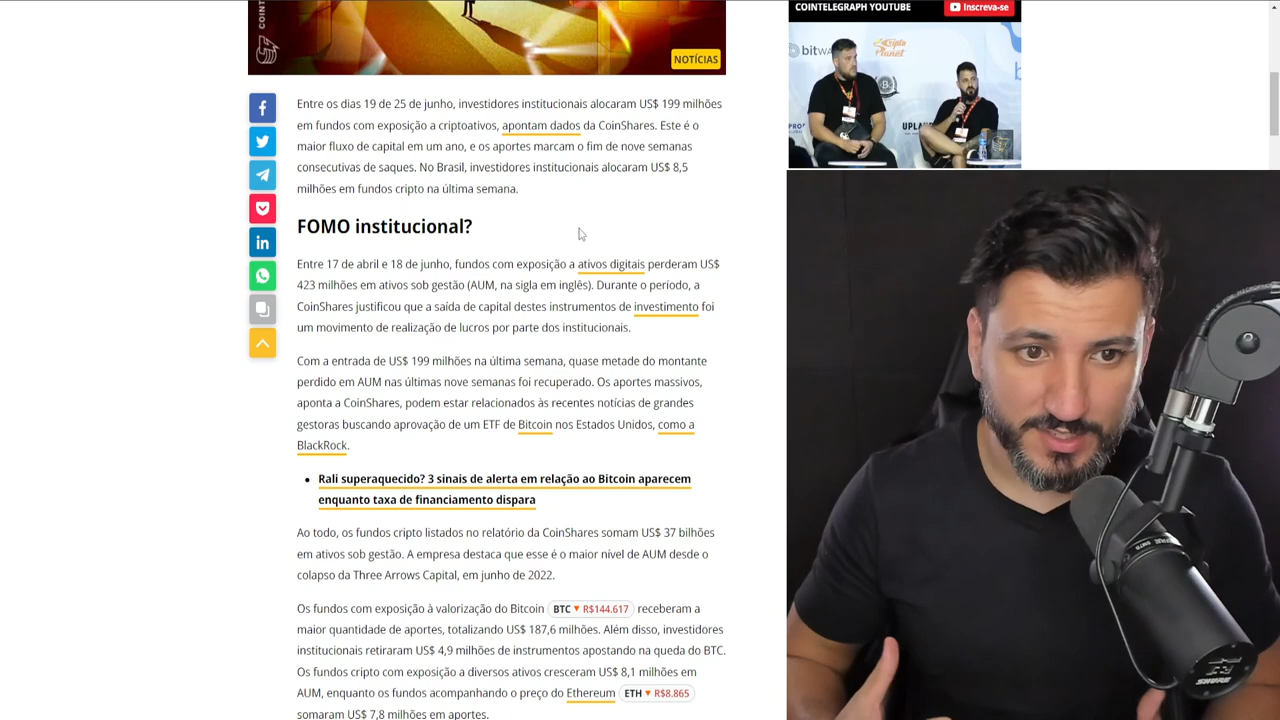 COINT
NOTÍCIAS
Entre os dias 19 de 25 de junho, investidores institucionais alocaram US$ 199 milhões
em fundos com exposição a criptoativos, apontam dados da CoinShares. Este é o
maior fluxo de capital em um ano, e os aportes marcam o fim de nove semanas
consecutivas de saques. No Brasil, investidores institucionais alocaram US$ 8,5
milhões em fundos cripto na última semana.
FOMO institucional?
Entre 17 de abril e 18 de junho, fundos com exposição a ativos digitais perderam US$
423 milhões em ativos sob gestão (AUM, na sigla em inglês). Durante o período, a
CoinShares justificou que a saída de capital destes instrumentos de investimento foi
um movimento de realização de lucros por parte dos institucionais.
Com a entrada de US$ 199 milhões na última semana, quase metade do montante
perdido em AUM nas últimas nove semanas foi recuperado. Os aportes massivos,
aponta a CoinShares, podem estar relacionados às recentes notícias de grandes
gestoras buscando aprovação de um ETF de Bitcoin nos Estados Unidos, como a
BlackRock.
• Rali superaquecido? 3 sinais de alerta em relação ao Bitcoin aparecem
enquanto taxa de financiamento dispara
Ao todo, os fundos cripto listados no relatório da CoinShares somam US$ 37 bilhões
em ativos sob gestão. A empresa destaca que esse é o maior nível de AUM desde o
colapso da Three Arrows Capital, em junho de 2022.
Os fundos com exposição à valorização do Bitcoin BTC ▼ R$144.617 receberam a
maior quantidade de aportes, totalizando US$ 187,6 milhões. Além disso, investidores
institucionais retiraram US$ 4,9 milhões de instrumentos apostando na queda do BTC.
Os fundos cripto com exposição a diversos ativos cresceram US$ 8,1 milhões em
AUM, enquanto os fundos acompanhando o preço do Ethereum ETH ▼ R$8.865
somaram US$ 7,8 milhões em aportes.
COINTELEGRAPH YOUTUBE
Inscreva-se
bitwa
UPLAN
SHURE